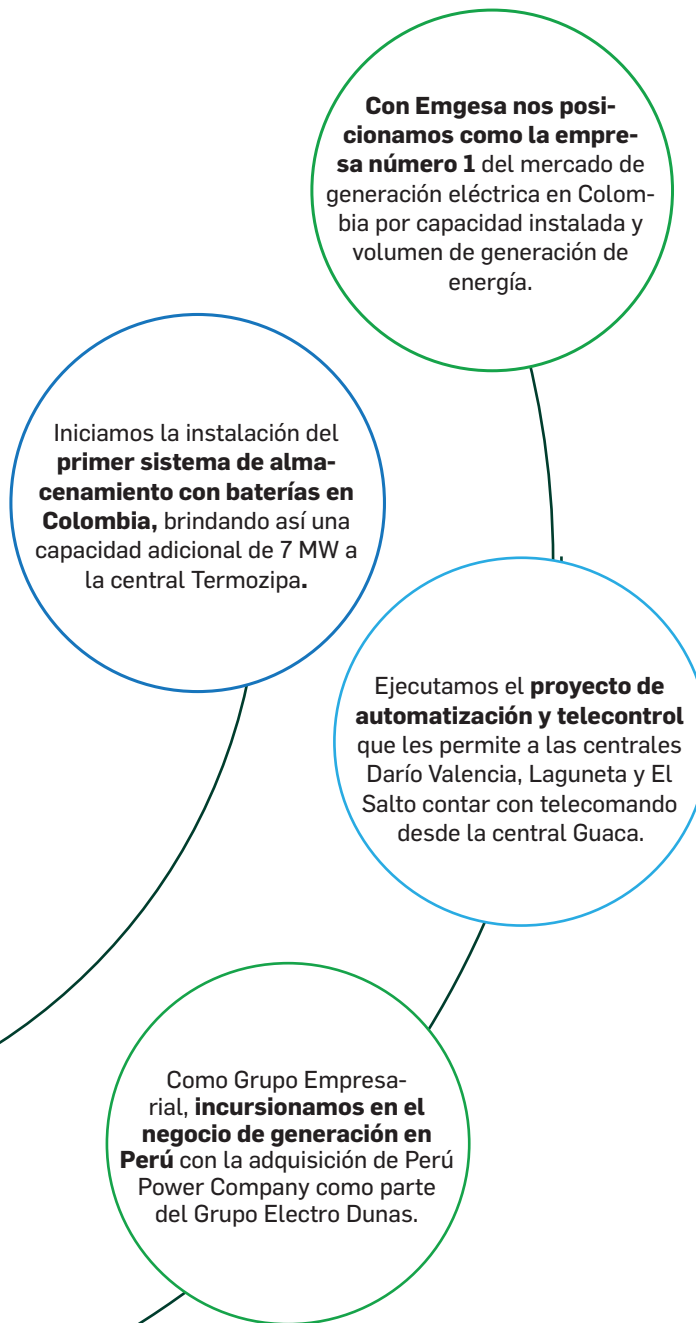 Con Emgesa nos posi-
cionamos como la empre-
sa número 1 del mercado de
generación eléctrica en Colom-
bia por capacidad instalada y
volumen de generación de
energía.
Iniciamos la instalación del
primer sistema de alma-
cenamiento con baterías en
Colombia, brindando así una
capacidad adicional de 7 MW a
la central Termozipa.
Ejecutamos el proyecto de
automatización y telecontrol
que les permite a las centrales
Darío Valencia, Laguneta y El
Salto contar con telecomando
desde la central Guaca.
Como Grupo Empresa-
rial, incursionamos en el
negocio de generación en
Perú con la adquisición de Perú
Power Company como parte
del Grupo Electro Dunas.